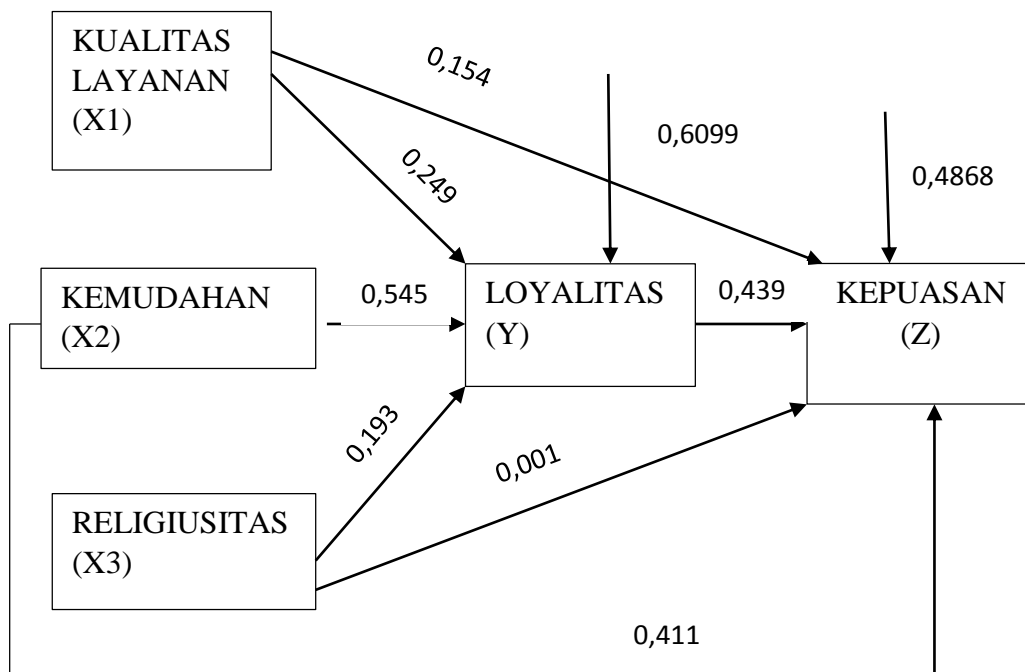 KUALITAS
LAYANAN
(X1)
0,154
0,6099
0,4868
0,249
KEMUDAHAN
(X2)
0,545
LOYALITAS
(Y)
0,439
KEPUASAN
(Z)
0,193
0,001
RELIGIUSITAS
(X3)
0,411